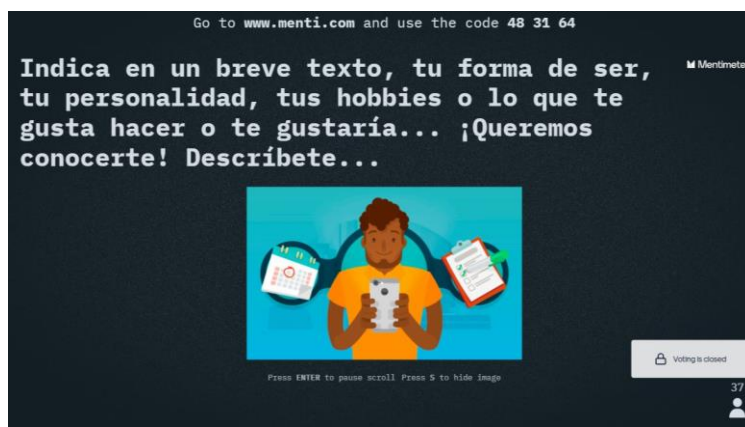 Go to www.menti.com and use the code 48 31 64
Indica en un breve texto, tu forma de ser,
tu personalidad, tus hobbies o lo que te
gusta hacer o te gustaría... ¡Queremos
conocerte! Descríbete...
Mentimete
Press ENTER to pause scroll Press S to hide image
Voting is closed
37